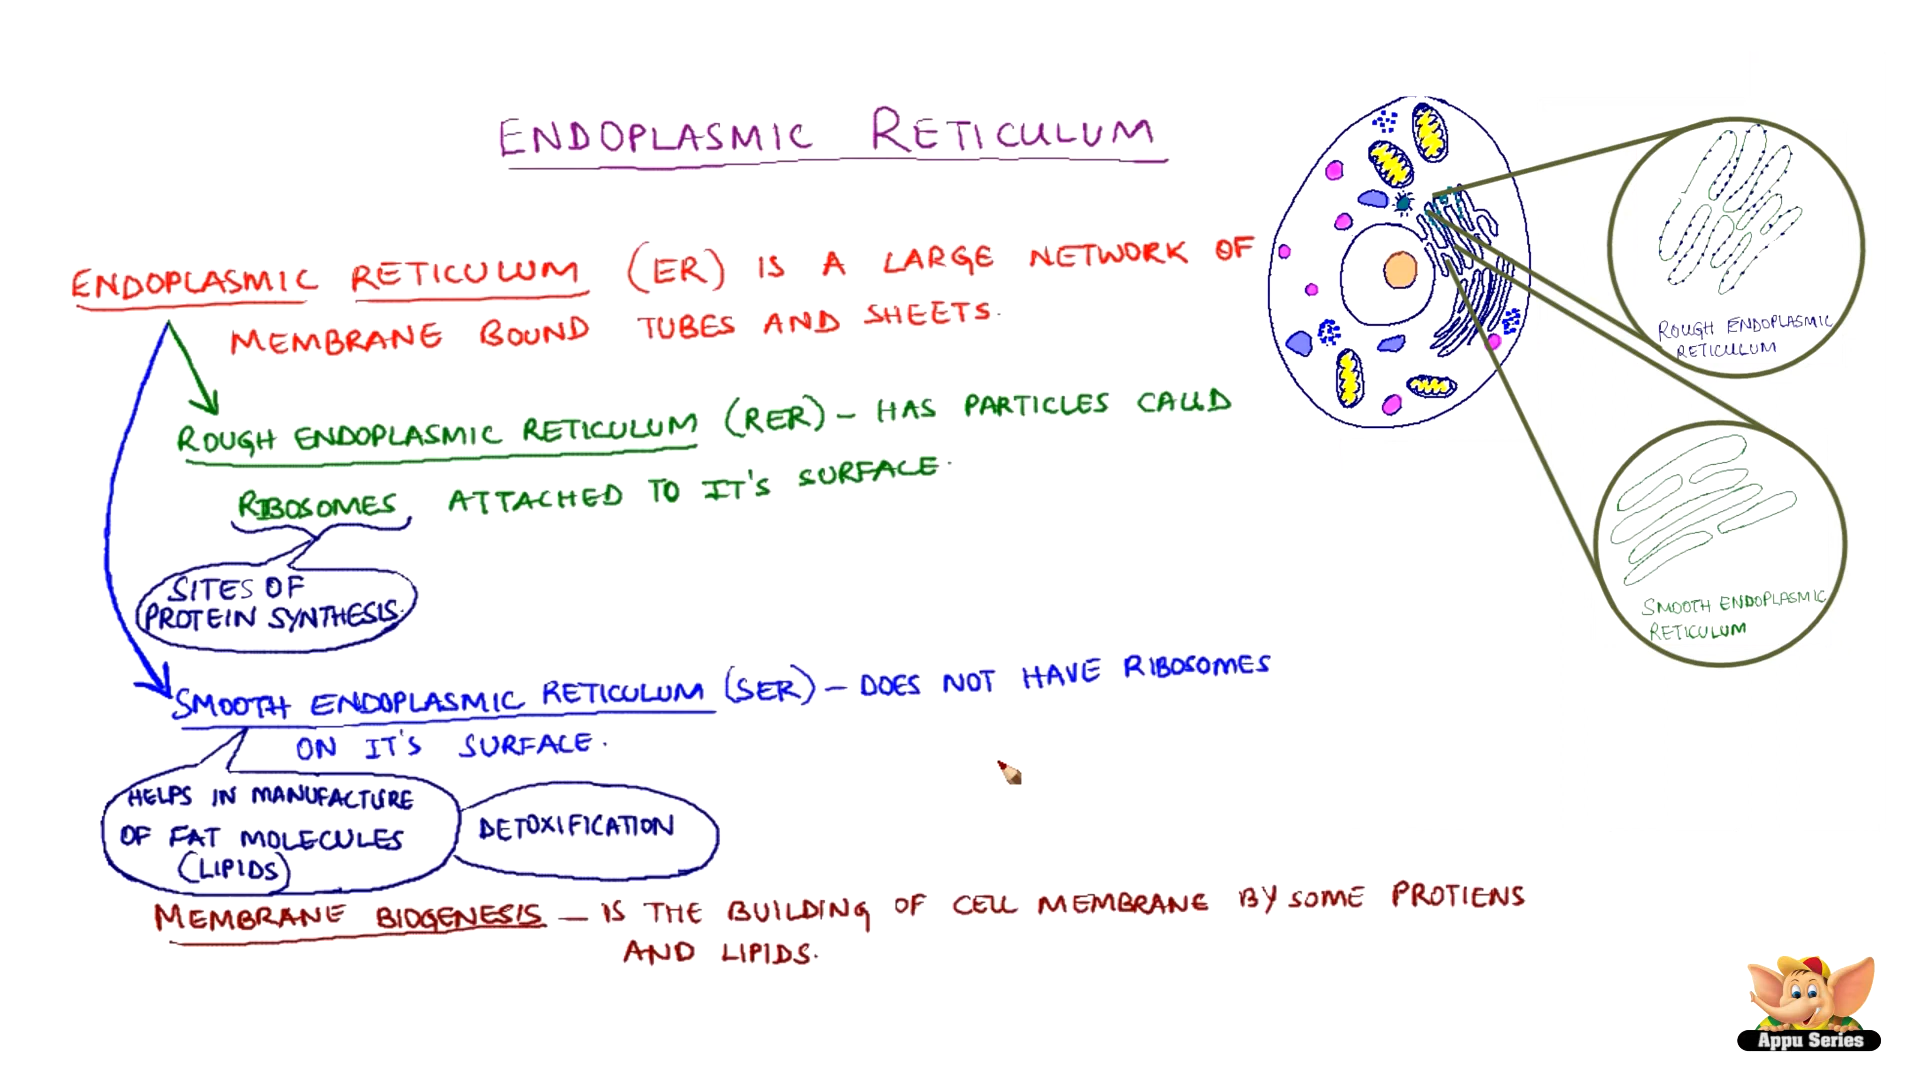 ENDOPLASMIC RETICULUM
ENDOPLASMIC RETICULUM (ER) IS A LARGE NETWORK OF
MEMBRANE BOUND TUBES AND SHEETS.
ROUGH ENDOPLASMIC RETICULUM (RER) – HAS PARTICLES CALLD
RIBOSOMES ATTACHED TO IT'S SURFACE.
SITES OF
PROTEIN SYNTHESIS.
SMOOTH ENDOPLASMIC RETICULUM (SER) – DOES NOT HAVE RIBOSOMES
ON IT'S SURFACE.
HELPS IN MANUFACTURE
OF FAT MOLECULES
(LIPIDS)
DETOXIFICATION
MEMBRANE BIOGENESIS – IS THE BUILDING OF CELL MEMBRANE BY SOME PROTIENS
AND LIPIDS.
ROUGH ENDOPLASMIC
RETICULUM
SMOOTH ENDOPLASMIC
RETICULUM
Appu Series